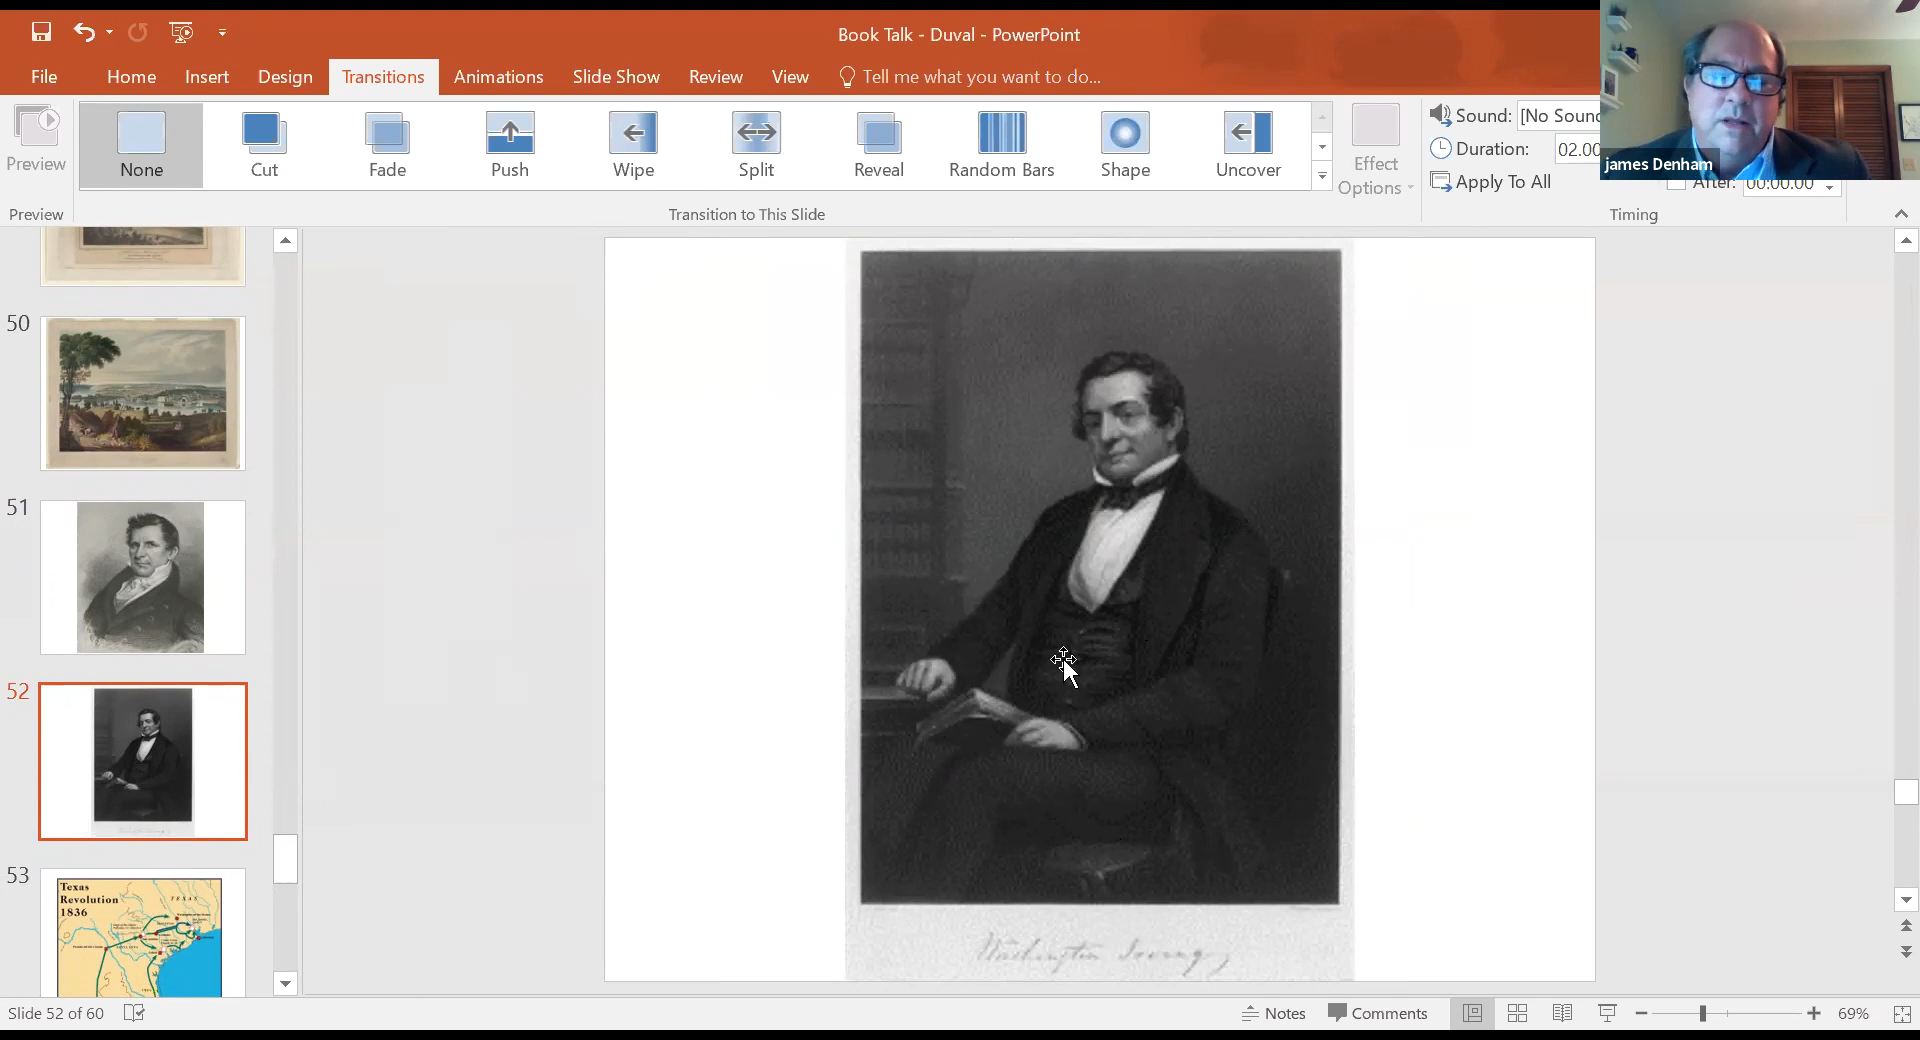 Book Talk - Duval - PowerPoint
File Home Insert Design Transitions Animations Slide Show Review View Tell me what you want to do...
Preview
None Cut Fade Push Wipe Split Reveal Random Bars Shape Uncover
Effect Options
Sound: [No Soun
Duration: 02.00
Apply To All
After: 00:00.00
james Denham
Preview
Transition to This Slide
Timing
50
51
52
53
Texas
Revolution
1836
TEXAS
Washington Irving
Slide 52 of 60
Notes
Comments
69%